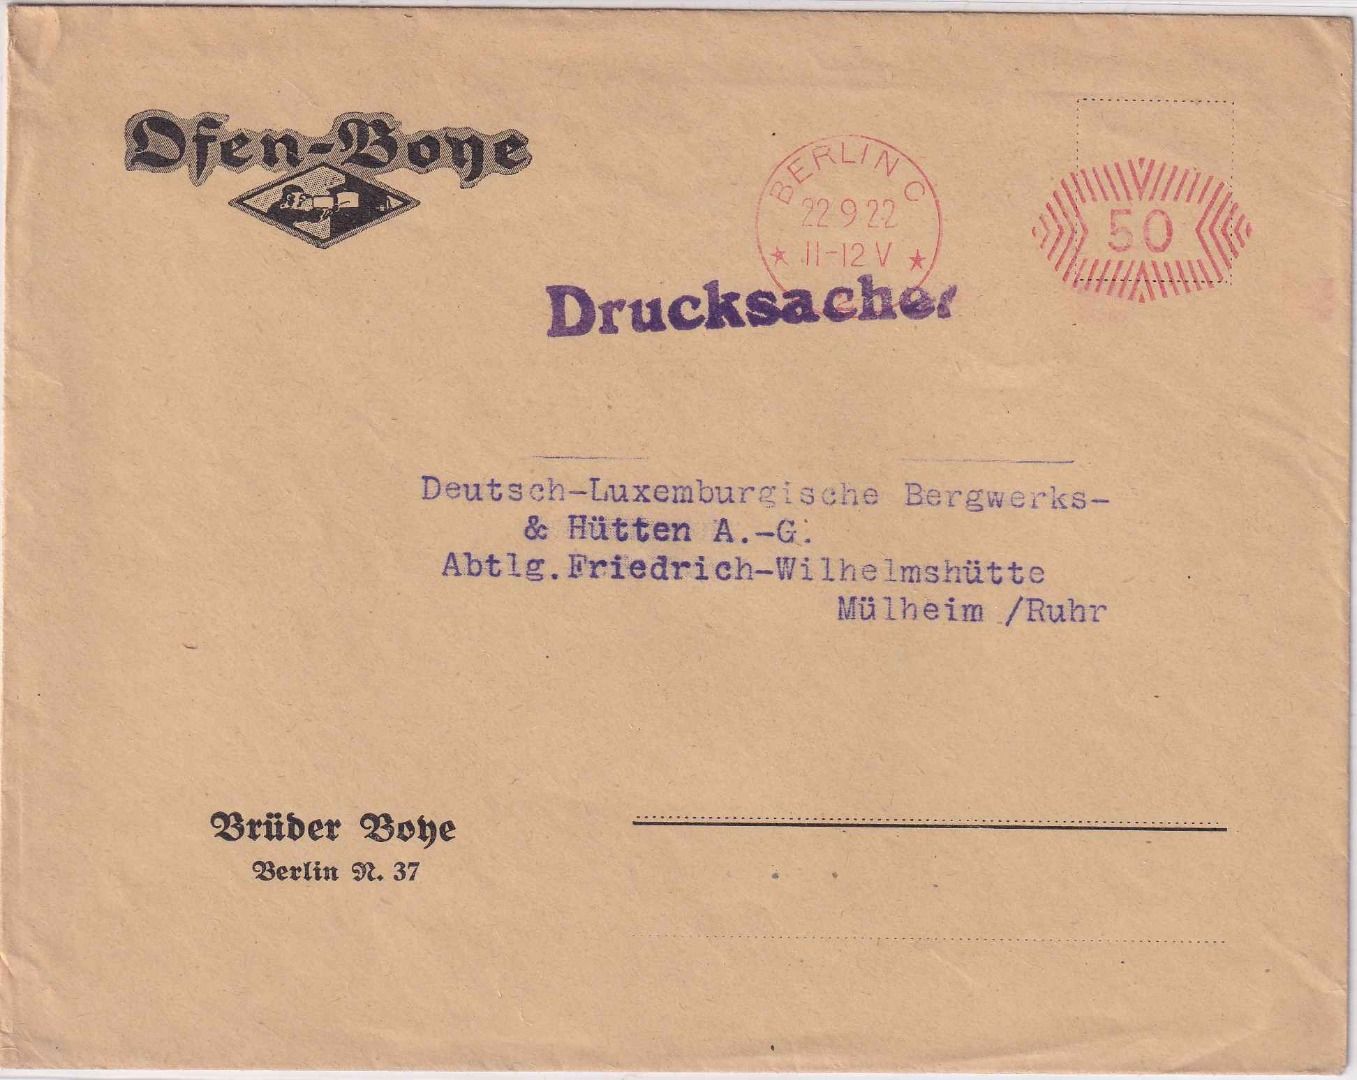 Ofen-Boye
BERLIN C
22 9 22
11-12 V
50
Drucksache!
Deutsch-Luxemburgische Bergwerks-
& Hütten A.-G.
Abtlg.Friedrich-Wilhelmshütte
Mülheim /Ruhr
Brüder Boye
Berlin N. 37